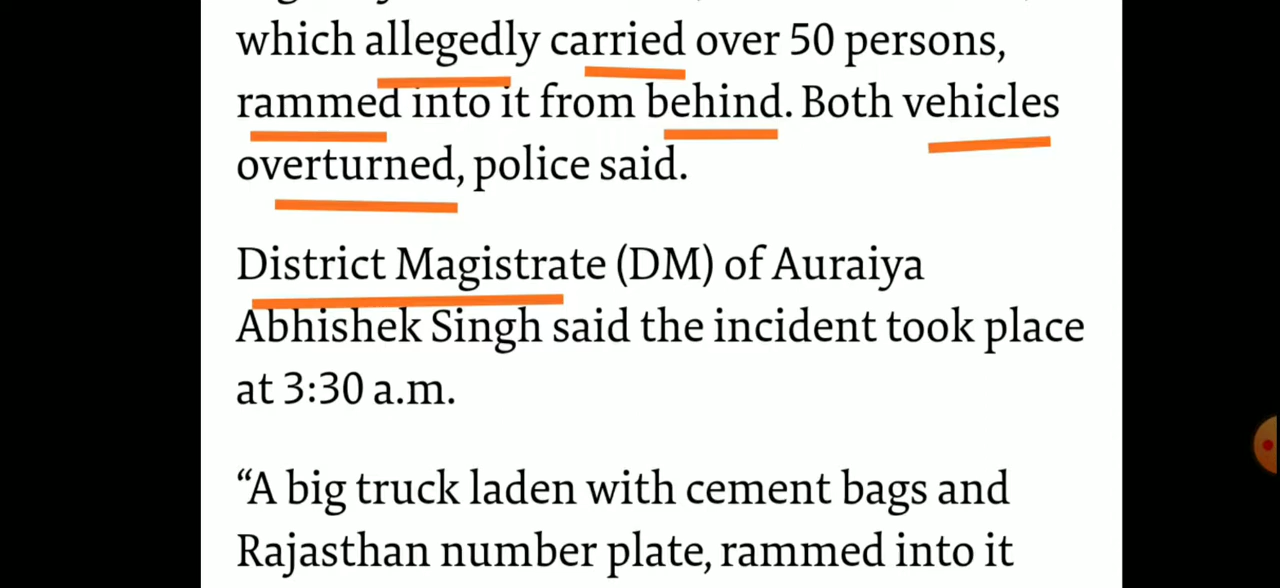 which allegedly carried over 50 persons,
rammed into it from behind. Both vehicles
overturned, police said.
District Magistrate (DM) of Auraiya
Abhishek Singh said the incident took place
at 3:30 a.m.
“A big truck laden with cement bags and
Rajasthan number plate, rammed into it